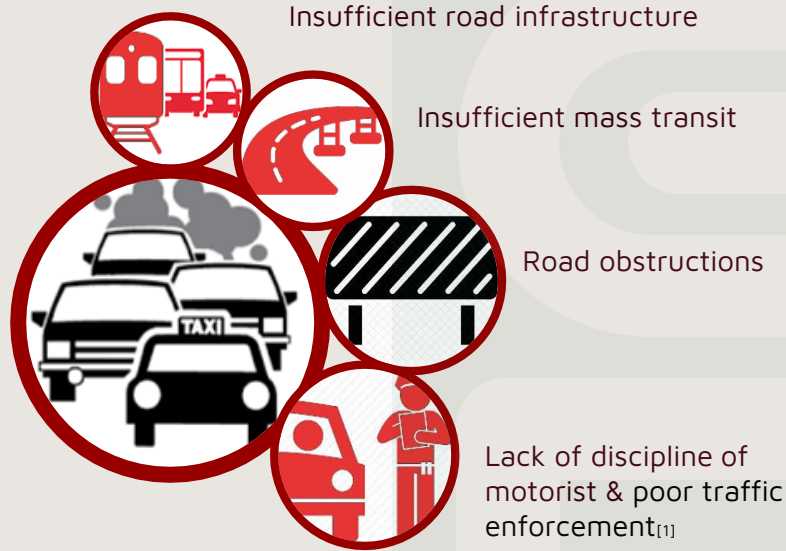 Insufficient road infrastructure
Insufficient mass transit
Road obstructions
TAXI
Lack of discipline of
motorist & poor traffic
enforcement[1]